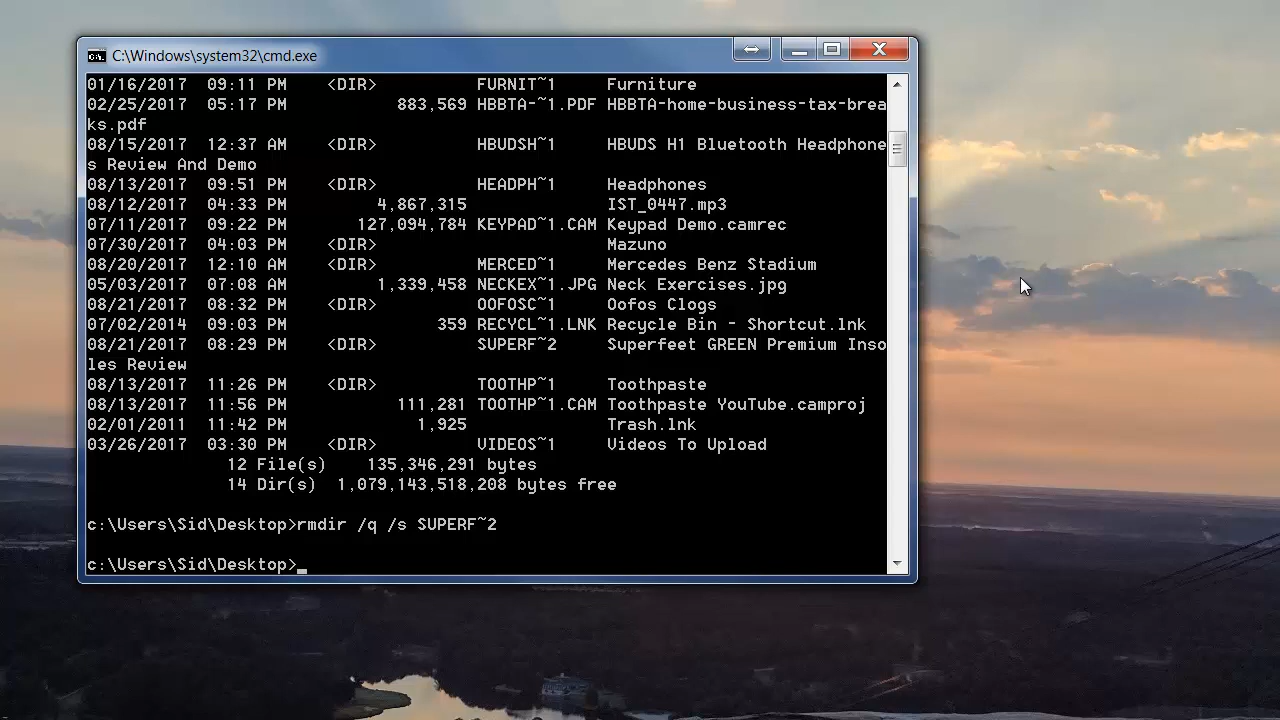 C:\Windows\system32\cmd.exe
01/16/2017  09:11 PM    <DIR>          FURNIT~1     Furniture
02/25/2017  05:17 PM           883,569 HBBTA-~1.PDF HBBTA-home-business-tax-brea
ks.pdf
08/15/2017  12:37 AM    <DIR>          HBUDSH~1     HBUDS H1 Bluetooth Headphone
s Review And Demo
08/13/2017  09:51 PM    <DIR>          HEADPH~1     Headphones
08/12/2017  04:33 PM         4,867,315              IST_0447.mp3
07/11/2017  09:22 PM       127,094,784 KEYPAD~1.CAM Keypad Demo.camrec
07/30/2017  04:03 PM    <DIR>                       Mazuno
08/20/2017  12:10 AM    <DIR>          MERCED~1     Mercedes Benz Stadium
05/03/2017  07:08 AM         1,339,458 NECKEX~1.JPG Neck Exercises.jpg
08/21/2017  08:32 PM    <DIR>          OOFOSC~1     Oofos Clogs
07/02/2014  09:03 PM               359 RECYCL~1.LNK Recycle Bin - Shortcut.lnk
08/21/2017  08:29 PM    <DIR>          SUPERF~2     Superfeet GREEN Premium Inso
les Review
08/13/2017  11:26 PM    <DIR>          TOOTHP~1     Toothpaste
08/13/2017  11:56 PM           111,281 TOOTHP~1.CAM Toothpaste YouTube.camproj
02/01/2011  11:42 PM             1,925              Trash.lnk
03/26/2017  03:30 PM    <DIR>          VIDEOS~1     Videos To Upload
12 File(s)    135,346,291 bytes
14 Dir(s)  1,079,143,518,208 bytes free
c:\Users\Sid\Desktop>rmdir /q /s SUPERF~2
c:\Users\Sid\Desktop>